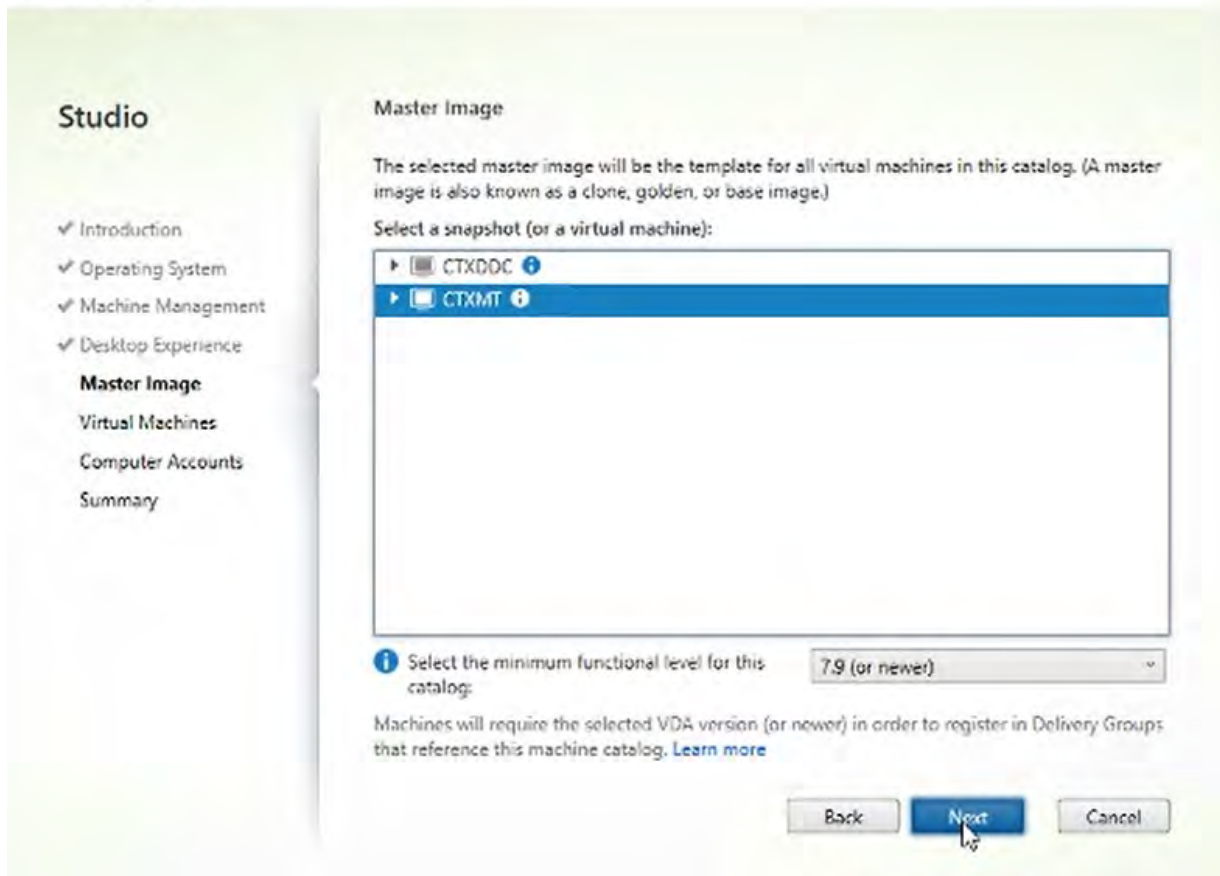 Studio
Introduction
Operating System
Machine Management
Desktop Experience
Master Image
Virtual Machines
Computer Accounts
Summary
Master Image
The selected master image will be the template for all virtual machines in this catalog. (A master
image is also known as a clone, golden, or base image.)
Select a snapshot (or a virtual machine):
CTXDDC
CTXMT
Select the minimum functional level for this
catalog:
7.9 (or newer)
Machines will require the selected VDA version (or newer) in order to register in Delivery Groups
that reference this machine catalog. Learn more
Back
Next
Cancel